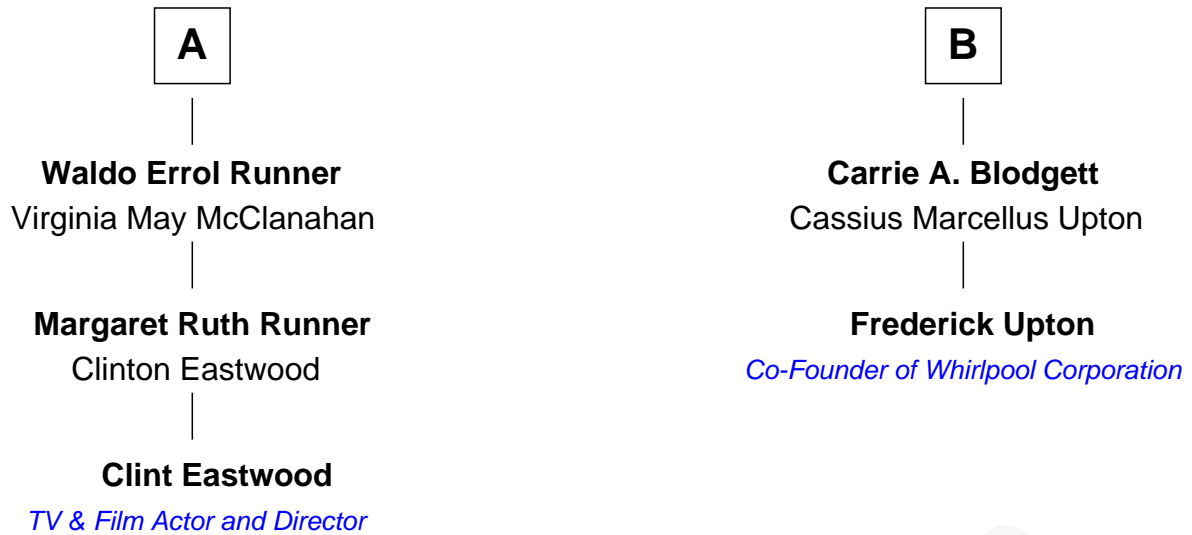 A
Waldo Errol Runner
Virginia May McClanahan
Margaret Ruth Runner
Clinton Eastwood
Clint Eastwood
TV & Film Actor and Director
B
Carrie A. Blodgett
Cassius Marcellus Upton
Frederick Upton
Co-Founder of Whirlpool Corporation